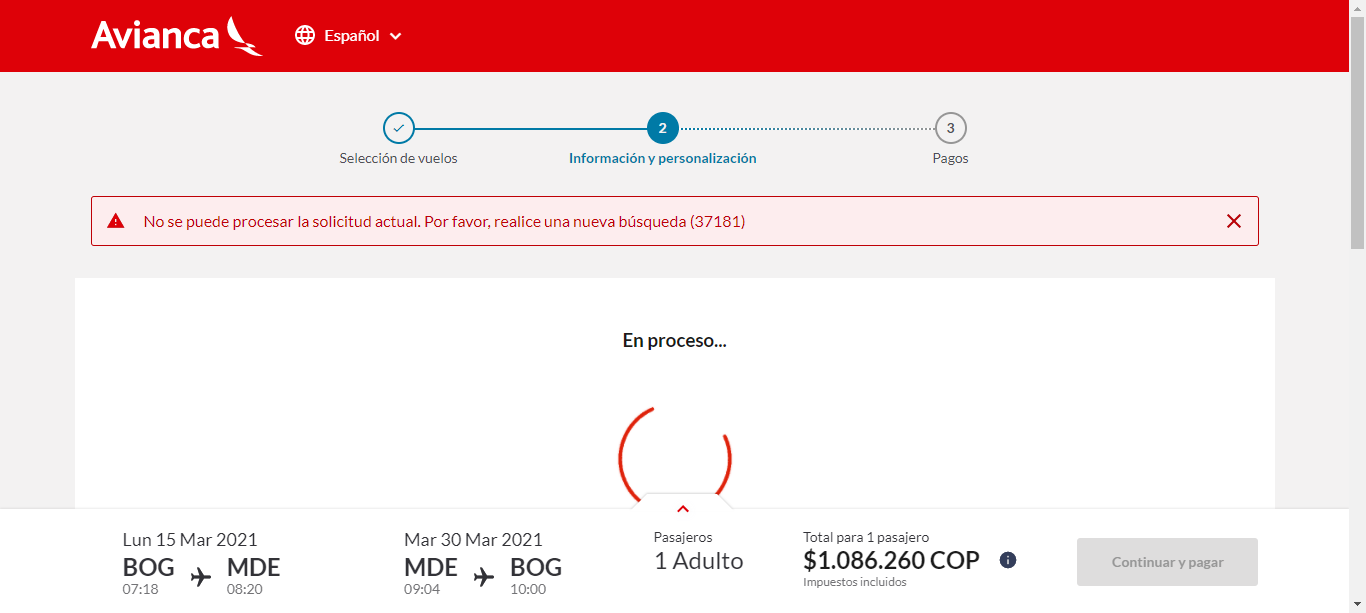 Avianca
Español
2
3
Selección de vuelos
Información y personalización
Pagos
No se puede procesar la solicitud actual. Por favor, realice una nueva búsqueda (37181)
En proceso...
Lun 15 Mar 2021
BOG MDE
07:18 08:20
Mar 30 Mar 2021
MDE BOG
09:04 10:00
Pasajeros
1 Adulto
Total para 1 pasajero
$1.086.260 COP
Impuestos incluidos
Continuar y pagar